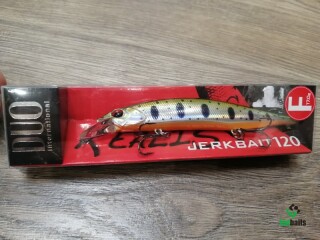 DUO
international
REALIS
JERKBAIT 120
F